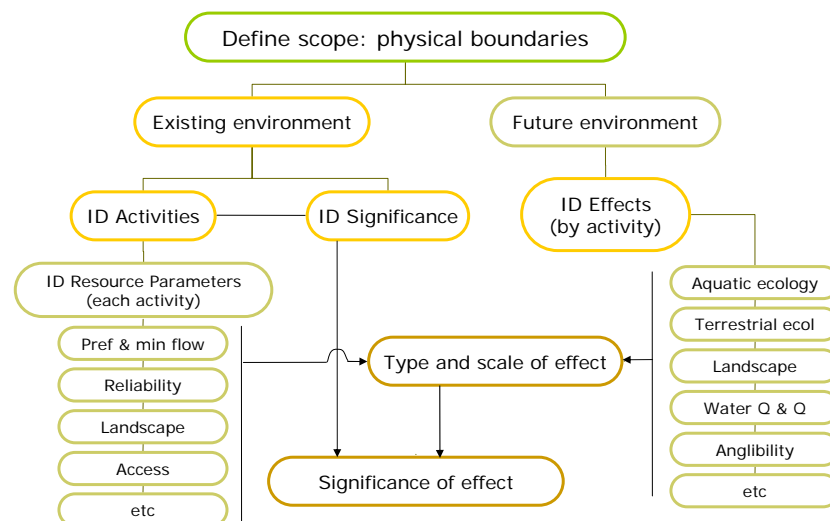 Define scope: physical boundaries
Existing environment
Future environment
ID Activities
ID Significance
ID Effects
(by activity)
ID Resource Parameters
(each activity)
Pref & min flow
Reliability
Landscape
Access
etc
Type and scale of effect
Significance of effect
Aquatic ecology
Terrestrial ecol
Landscape
Water Q & Q
Anglibility
etc